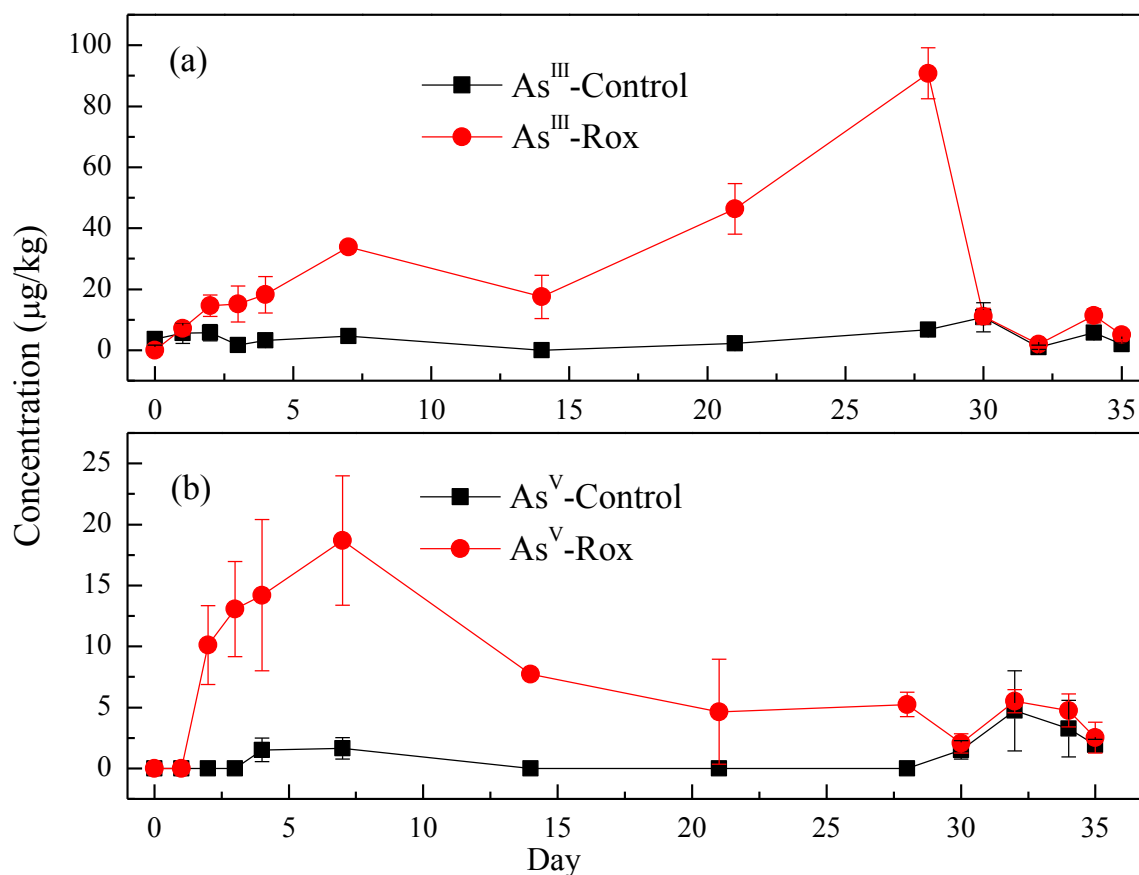 Concentration (μg/kg)
(a)
As^III-Control
As^III-Rox
100
80
60
40
20
0
0 5 10 15 20 25 30 35
(b)
As^V-Control
As^V-Rox
25
20
15
10
5
0
0 5 10 15 20 25 30 35
Day